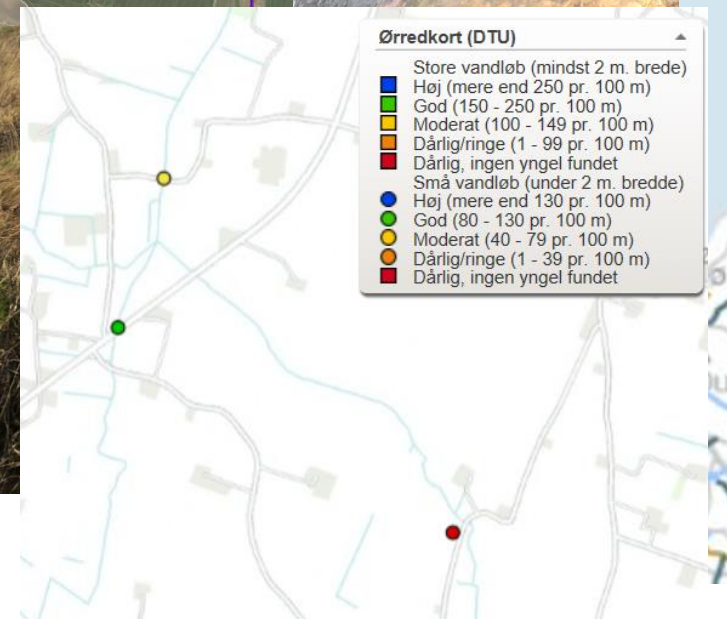 Ørredkort (DTU)
Store vandløb (mindst 2 m. brede)
Høj (mere end 250 pr. 100 m)
God (150 - 250 pr. 100 m)
Moderat (100 - 149 pr. 100 m)
Dårlig/ringe (1 - 99 pr. 100 m)
Dårlig, ingen yngel fundet
Små vandløb (under 2 m. bredde)
Høj (mere end 130 pr. 100 m)
God (80 - 130 pr. 100 m)
Moderat (40 - 79 pr. 100 m)
Dårlig/ringe (1 - 39 pr. 100 m)
Dårlig, ingen yngel fundet